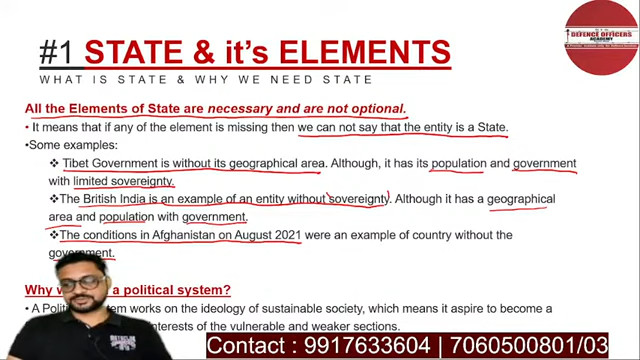 THE DEFENCE OFFICERS
ACADEMY
#1 STATE & it's ELEMENTS
WHAT IS STATE & WHY WE NEED STATE
All the Elements of State are necessary and are not optional.
• It means that if any of the element is missing then we can not say that the entity is a State.
• Some examples:
❖ Tibet Government is without its geographical area. Although, it has its population and government
with limited sovereignty.
❖ The British India is an example of an entity without sovereignty. Although it has a geographical
area and population with government.
❖ The conditions in Afghanistan on August 2021 were an example of country without the
government.
Why a political system?
• A Political works on the ideology of sustainable society, which means it aspire to become a
interests of the vulnerable and weaker sections.
Contact : 9917633604 | 7060500801/03